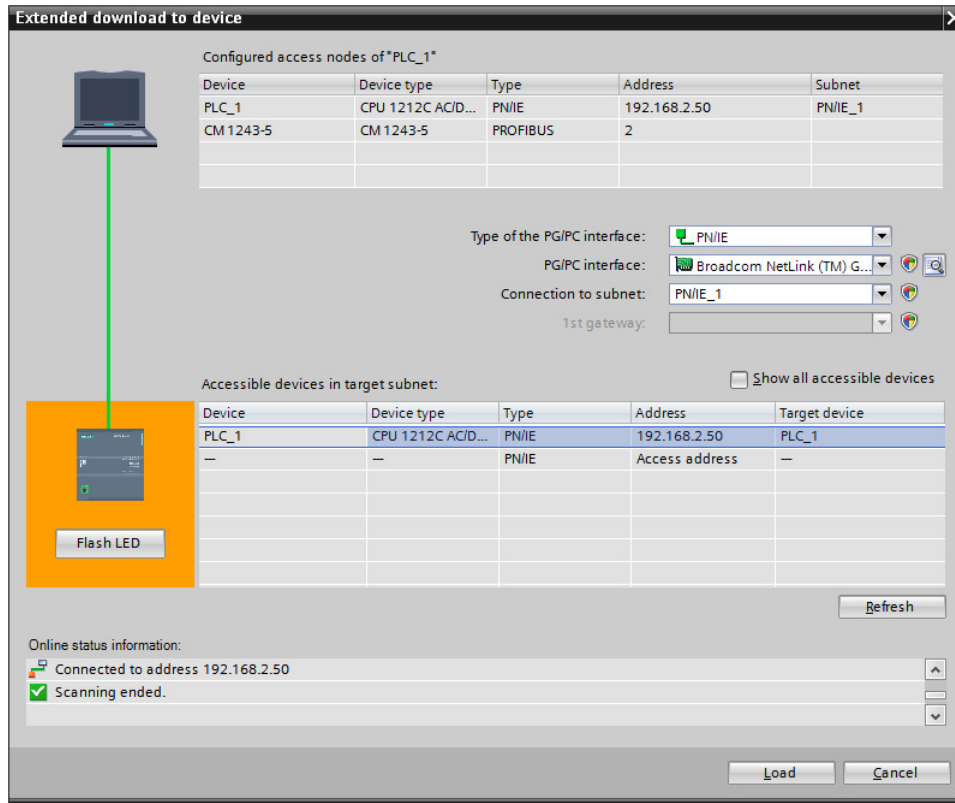 Extended download to device
Configured access nodes of "PLC_1"
Device Device type Type Address Subnet
PLC_1 CPU 1212C AC/D... PN/IE 192.168.2.50 PN/IE_1
CM 1243-5 CM 1243-5 PROFIBUS 2
Type of the PG/PC interface: PN/IE
PG/PC interface: Broadcom NetLink (TM) G...
Connection to subnet: PN/IE_1
1st gateway:
Accessible devices in target subnet: Show all accessible devices
Device Device type Type Address Target device
PLC_1 CPU 1212C AC/D... PN/IE 192.168.2.50 PLC_1
— — PN/IE Access address —
Flash LED
Refresh
Online status information:
Connected to address 192.168.2.50
Scanning ended.
Load Cancel